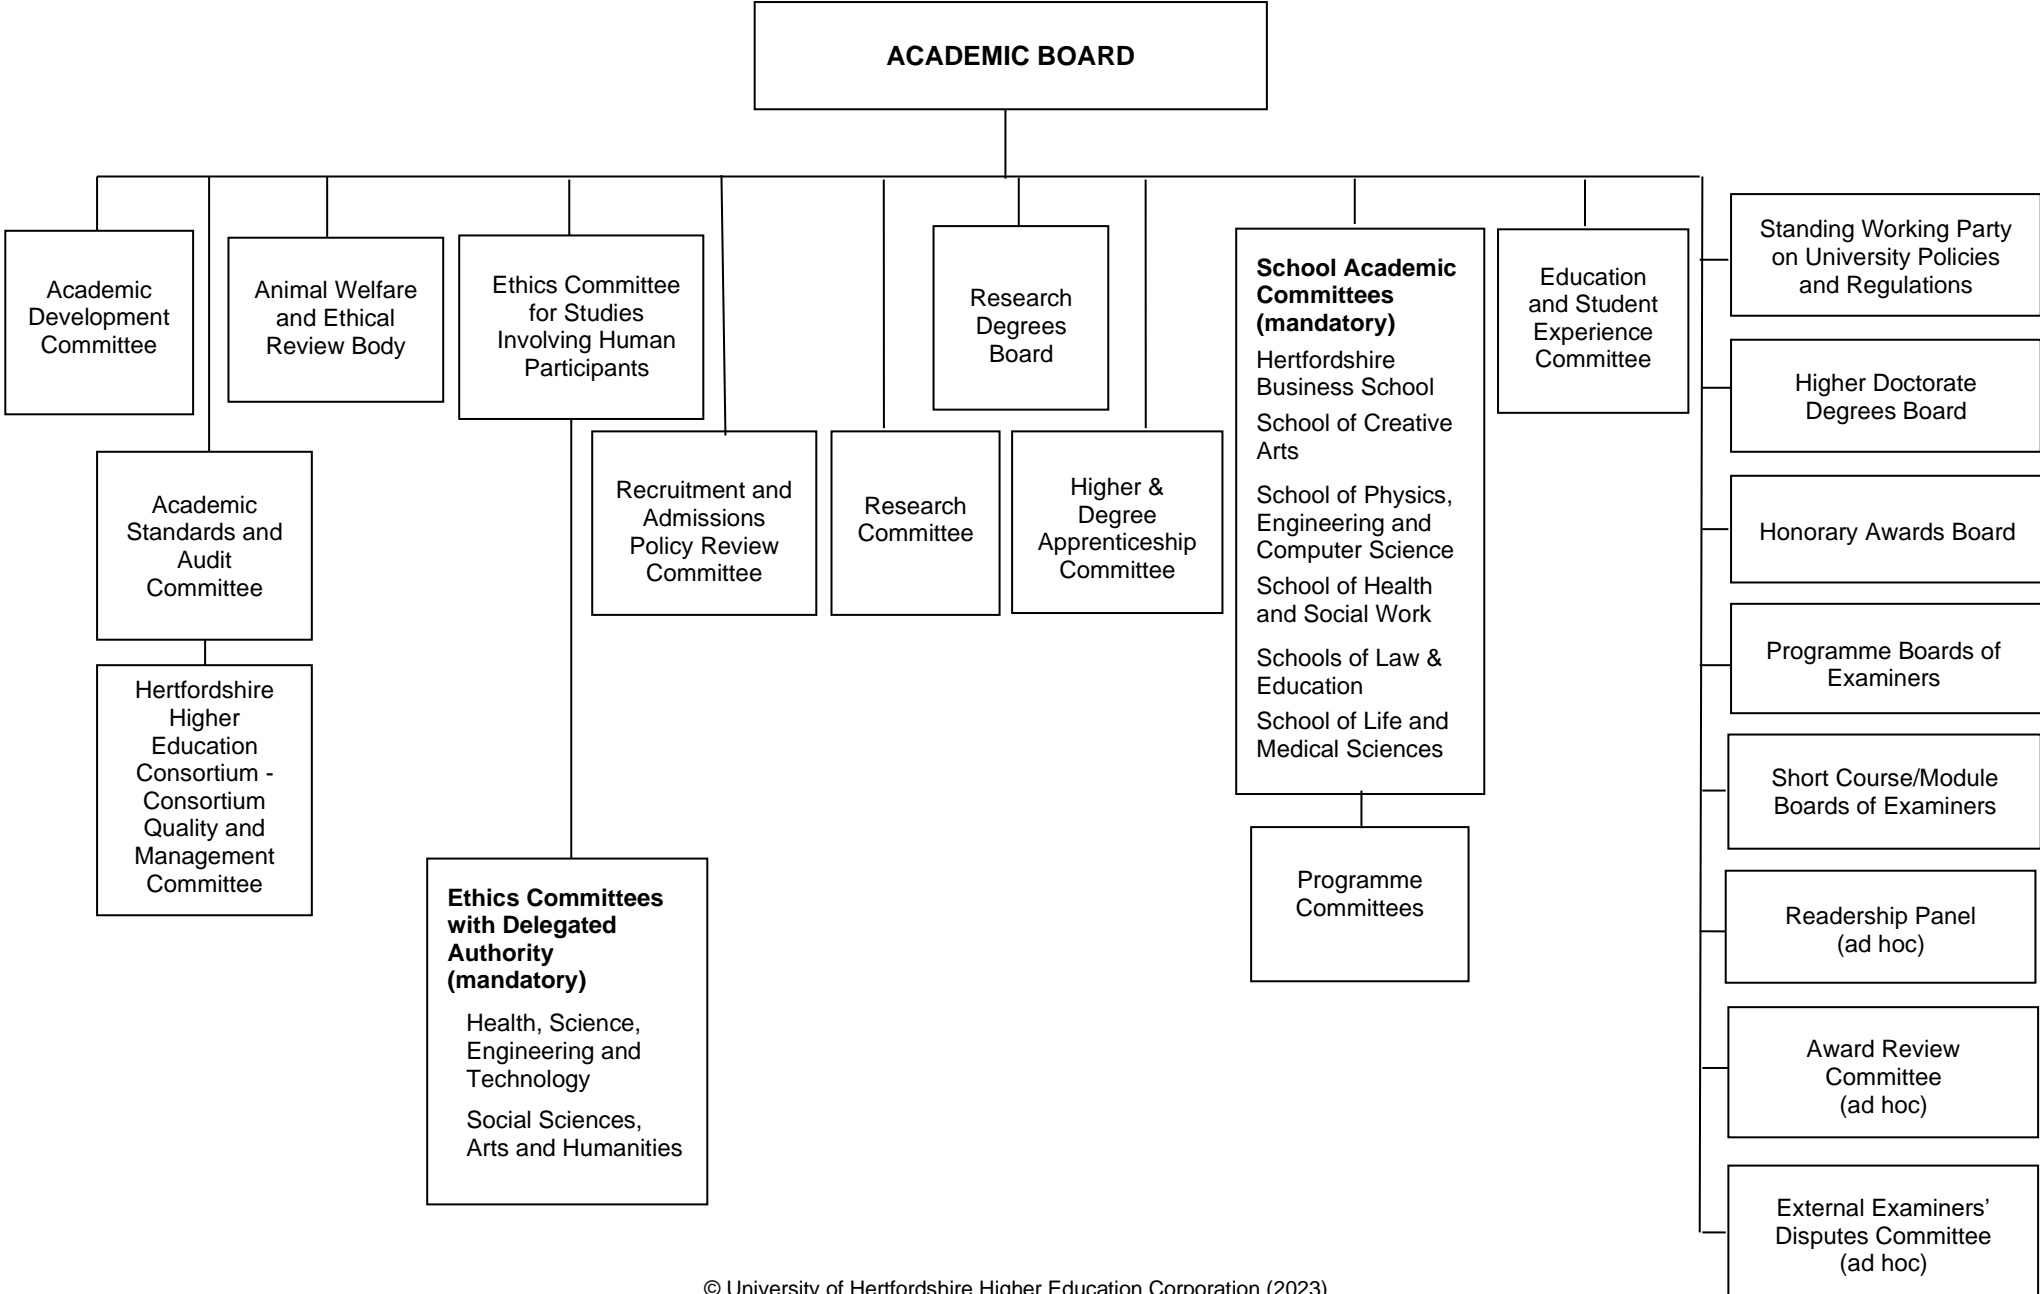 ACADEMIC BOARD
Academic
Development
Committee
Animal Welfare
and Ethical
Review Body
Ethics Committee
for Studies
Involving Human
Participants
Research
Degrees
Board
School Academic
Committees
(mandatory)
Hertfordshire
Business School
School of Creative
Arts
School of Physics,
Engineering and
Computer Science
School of Health
and Social Work
Schools of Law &
Education
School of Life and
Medical Sciences
Education
and Student
Experience
Committee
Standing Working Party
on University Policies
and Regulations
Higher Doctorate
Degrees Board
Honorary Awards Board
Programme Boards of
Examiners
Short Course/Module
Boards of Examiners
Readership Panel
(ad hoc)
Award Review
Committee
(ad hoc)
External Examiners’
Disputes Committee
(ad hoc)
Academic
Standards and
Audit
Committee
Recruitment and
Admissions
Policy Review
Committee
Research
Committee
Higher &
Degree
Apprenticeship
Committee
Hertfordshire
Higher
Education
Consortium -
Consortium
Quality and
Management
Committee
Ethics Committees
with Delegated
Authority
(mandatory)
Health, Science,
Engineering and
Technology
Social Sciences,
Arts and Humanities
Programme
Committees
© University of Hertfordshire Higher Education Corporation (2023)